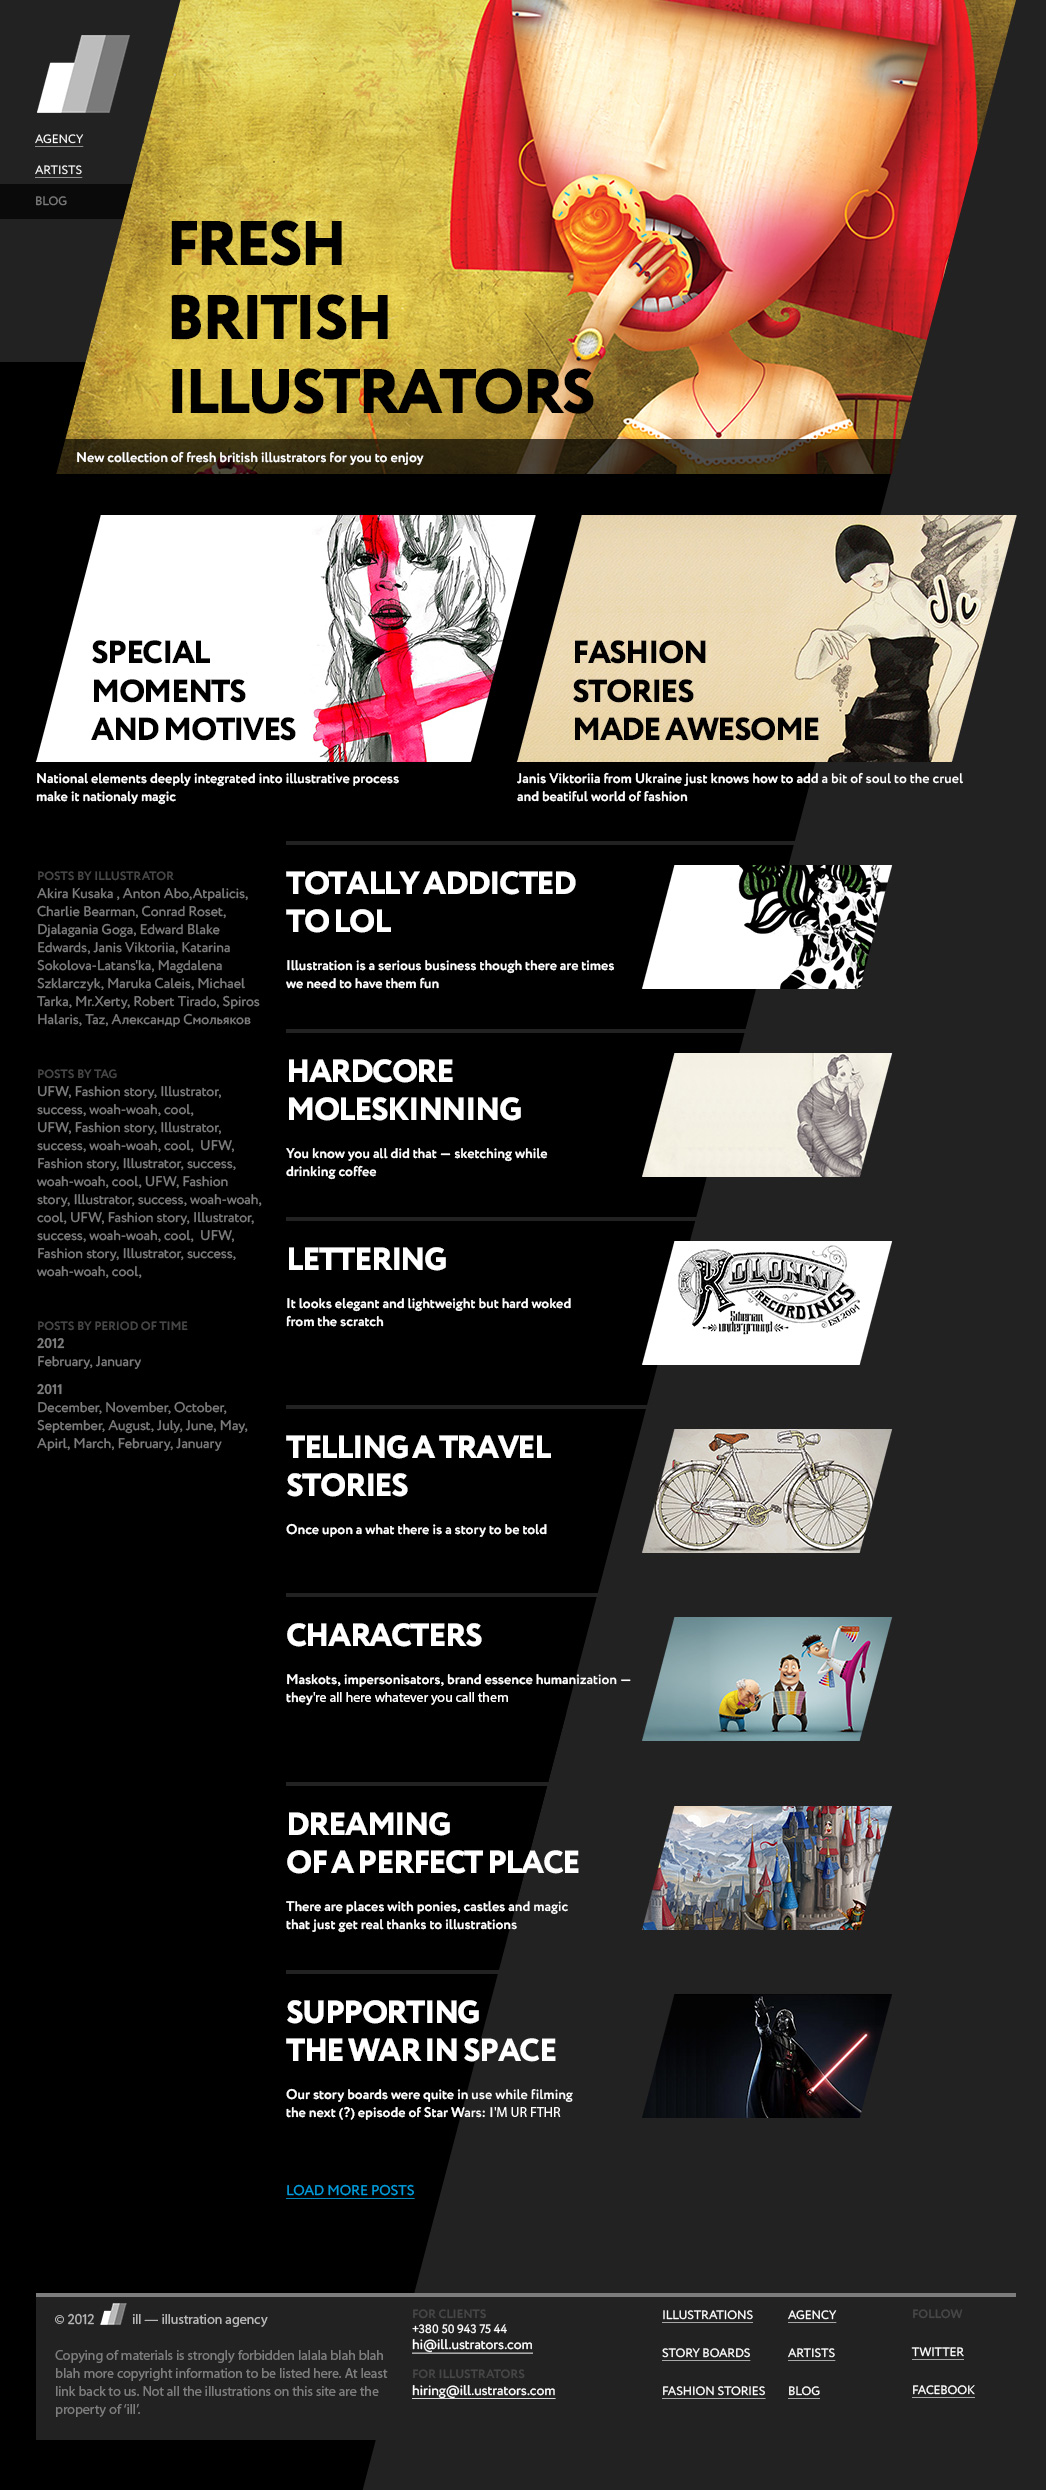 AGENCY
ARTISTS
BLOG
FRESH
BRITISH
ILLUSTRATORS
New collection of fresh british illustrators for you to enjoy
SPECIAL
MOMENTS
AND MOTIVES
National elements deeply integrated into illustrative process
make it nationaly magic
FASHION
STORIES
MADE AWESOME
Janis Viktoriia from Ukraine just knows how to add a bit of soul to the cruel
and beatiful world of fashion
POSTS BY ILLUSTRATOR
Akira Kusaka , Anton Abo,Atpalicis,
Charlie Bearman, Conrad Roset,
Djalagania Goga, Edward Blake
Edwards, Janis Viktoriia, Katarina
Sokolova-Latans'ka, Magdalena
Szklarczyk, Maruka Caleis, Michael
Tarka, Mr.Xerty, Robert Tirado, Spiros
Halaris, Taz, Александр Смольяков
POSTS BY TAG
UFW, Fashion story, Illustrator,
success, woah-woah, cool,
UFW, Fashion story, Illustrator,
success, woah-woah, cool,  UFW,
Fashion story, Illustrator, success,
woah-woah, cool, UFW, Fashion
story, Illustrator, success, woah-woah,
cool, UFW, Fashion story, Illustrator,
success, woah-woah, cool,  UFW,
Fashion story, Illustrator, success,
woah-woah, cool,
POSTS BY PERIOD OF TIME
2012
February, January
2011
December, November, October,
September, August, July, June, May,
Apirl, March, February, January
TOTALLY ADDICTED
TO LOL
Illustration is a serious business though there are times
we need to have them fun
HARDCORE
MOLESKINNING
You know you all did that — sketching while
drinking coffee
LETTERING
It looks elegant and lightweight but hard woked
from the scratch
K
KOLONKI
RECORDINGS
Siberian
underground
© EST. 2004
TELLING A TRAVEL
STORIES
Once upon a what there is a story to be told
CHARACTERS
Maskots, impersonisators, brand essence humanization —
they're all here whatever you call them
DREAMING
OF A PERFECT PLACE
There are places with ponies, castles and magic
that just get real thanks to illustrations
SUPPORTING
THE WAR IN SPACE
Our story boards were quite in use while filming
the next (?) episode of Star Wars: I'M UR FTHR
LOAD MORE POSTS
© 2012 ill — illustration agency
Copying of materials is strongly forbidden lalala blah blah
blah more copyright information to be listed here. At least
link back to us. Not all the illustrations on this site are the
property of 'ill'.
FOR CLIENTS
+380 50 943 75 44
hi@ill.ustrators.com
FOR ILLUSTRATORS
hiring@ill.ustrators.com
ILLUSTRATIONS
STORY BOARDS
FASHION STORIES
AGENCY
ARTISTS
BLOG
FOLLOW
TWITTER
FACEBOOK